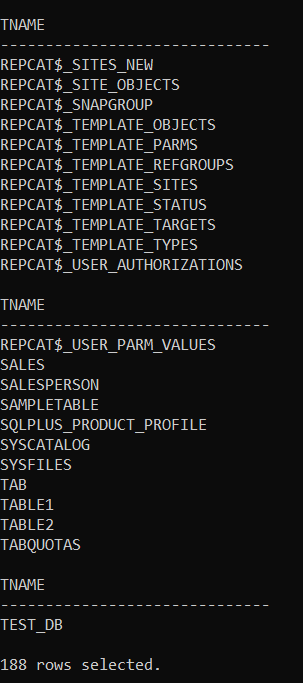 TNAME
------------------------------
REPCAT$_SITES_NEW
REPCAT$_SITE_OBJECTS
REPCAT$_SNAPGROUP
REPCAT$_TEMPLATE_OBJECTS
REPCAT$_TEMPLATE_PARMS
REPCAT$_TEMPLATE_REFGROUPS
REPCAT$_TEMPLATE_SITES
REPCAT$_TEMPLATE_STATUS
REPCAT$_TEMPLATE_TARGETS
REPCAT$_TEMPLATE_TYPES
REPCAT$_USER_AUTHORIZATIONS
TNAME
------------------------------
REPCAT$_USER_PARM_VALUES
SALES
SALESPERSON
SAMPLETABLE
SQLPLUS_PRODUCT_PROFILE
SYSCATALOG
SYSFILES
TAB
TABLE1
TABLE2
TABQUOTAS
TNAME
------------------------------
TEST_DB
188 rows selected.